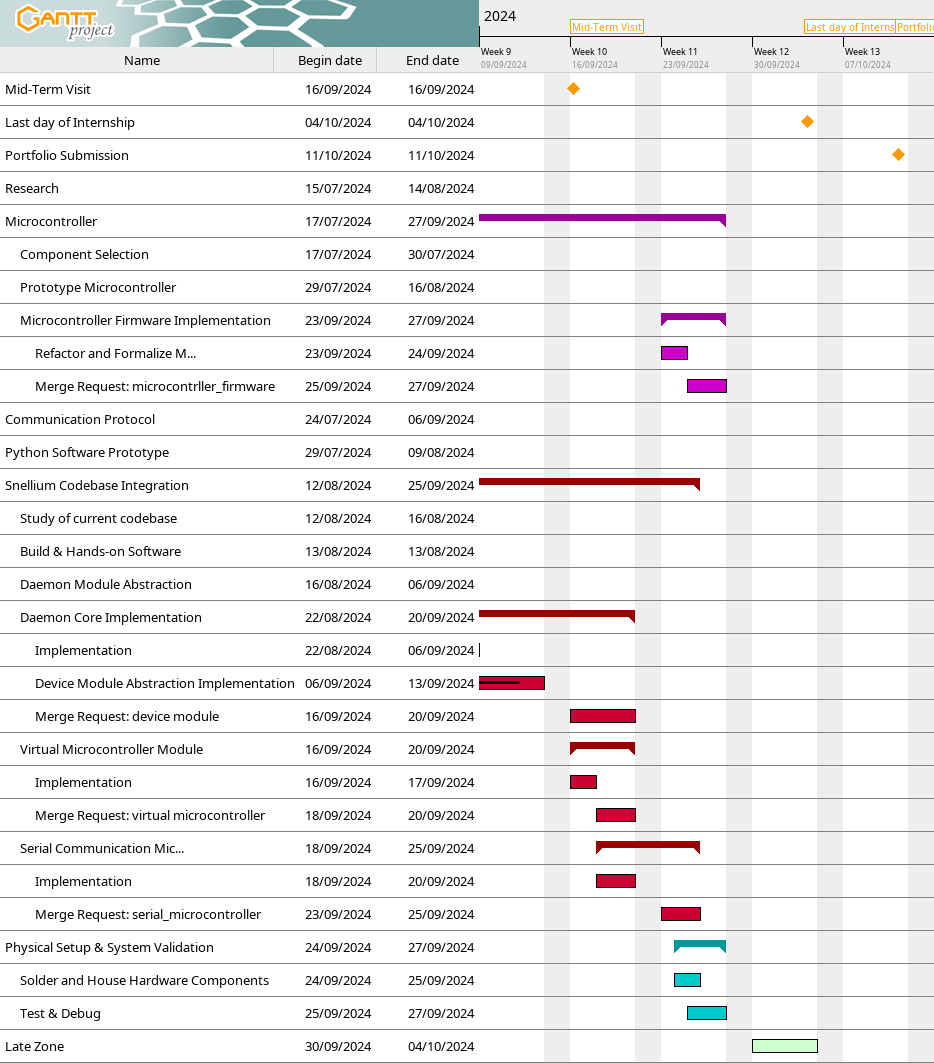 GANTT project
2024
Mid-Term Visit Last day of Interns Portfolio
Name Begin date End date Week 9 Week 10 Week 11 Week 12 Week 13
09/09/2024 16/09/2024 23/09/2024 30/09/2024 07/10/2024
Mid-Term Visit 16/09/2024 16/09/2024
Last day of Internship 04/10/2024 04/10/2024
Portfolio Submission 11/10/2024 11/10/2024
Research 15/07/2024 14/08/2024
Microcontroller 17/07/2024 27/09/2024
Component Selection 17/07/2024 30/07/2024
Prototype Microcontroller 29/07/2024 16/08/2024
Microcontroller Firmware Implementation 23/09/2024 27/09/2024
Refactor and Formalize M... 23/09/2024 24/09/2024
Merge Request: microcontrller_firmware 25/09/2024 27/09/2024
Communication Protocol 24/07/2024 06/09/2024
Python Software Prototype 29/07/2024 09/08/2024
Snellium Codebase Integration 12/08/2024 25/09/2024
Study of current codebase 12/08/2024 16/08/2024
Build & Hands-on Software 13/08/2024 13/08/2024
Daemon Module Abstraction 16/08/2024 06/09/2024
Daemon Core Implementation 22/08/2024 20/09/2024
Implementation 22/08/2024 06/09/2024
Device Module Abstraction Implementation 06/09/2024 13/09/2024
Merge Request: device module 16/09/2024 20/09/2024
Virtual Microcontroller Module 16/09/2024 20/09/2024
Implementation 16/09/2024 17/09/2024
Merge Request: virtual microcontroller 18/09/2024 20/09/2024
Serial Communication Mic... 18/09/2024 25/09/2024
Implementation 18/09/2024 20/09/2024
Merge Request: serial_microcontroller 23/09/2024 25/09/2024
Physical Setup & System Validation 24/09/2024 27/09/2024
Solder and House Hardware Components 24/09/2024 25/09/2024
Test & Debug 25/09/2024 27/09/2024
Late Zone 30/09/2024 04/10/2024